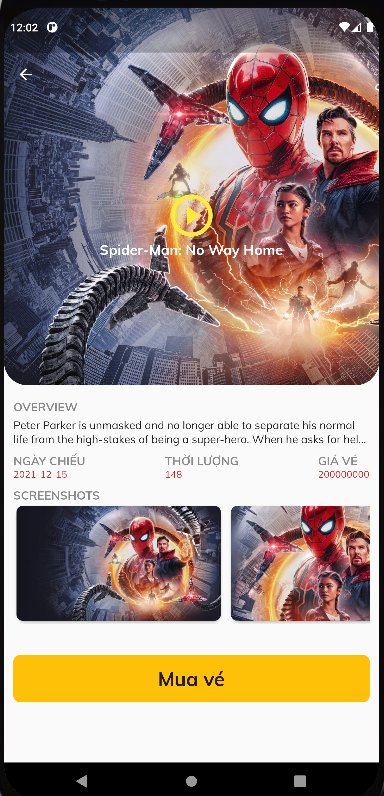 12:02
Spider-Man: No Way Home
OVERVIEW
Peter Parker is unmasked and no longer able to separate his normal
life from the high-stakes of being a super-hero. When he asks for hel...
NGÀY CHIẾU THỜI LƯỢNG GIÁ VÉ
2021-12-15 148 200000000
SCREENSHOTS
Mua vé